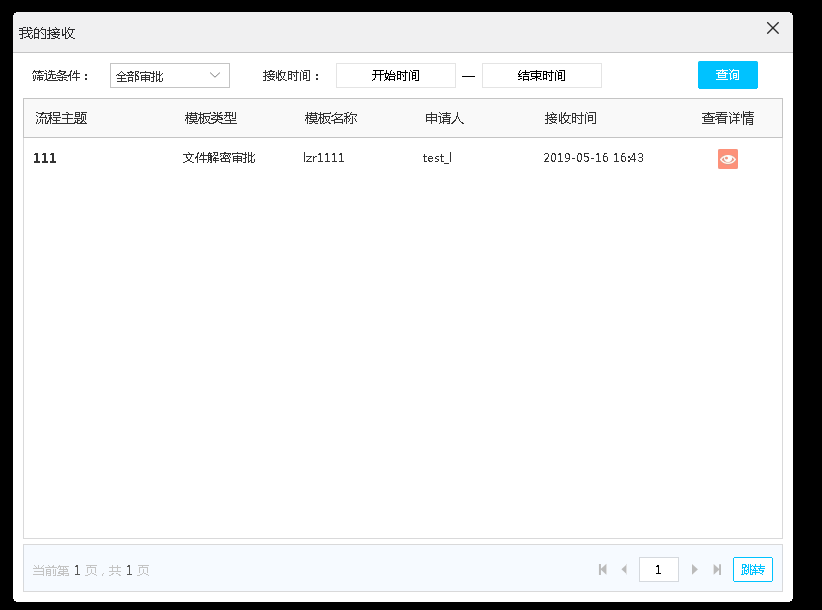 我的接收
筛选条件： 全部审批 接收时间： 开始时间 — 结束时间 查询
流程主题 模板类型 模板名称 申请人 接收时间 查看详情
111 文件解密审批 lzr1111 test_l 2019-05-16 16:43
当前第 1 页，共 1 页 1 跳转